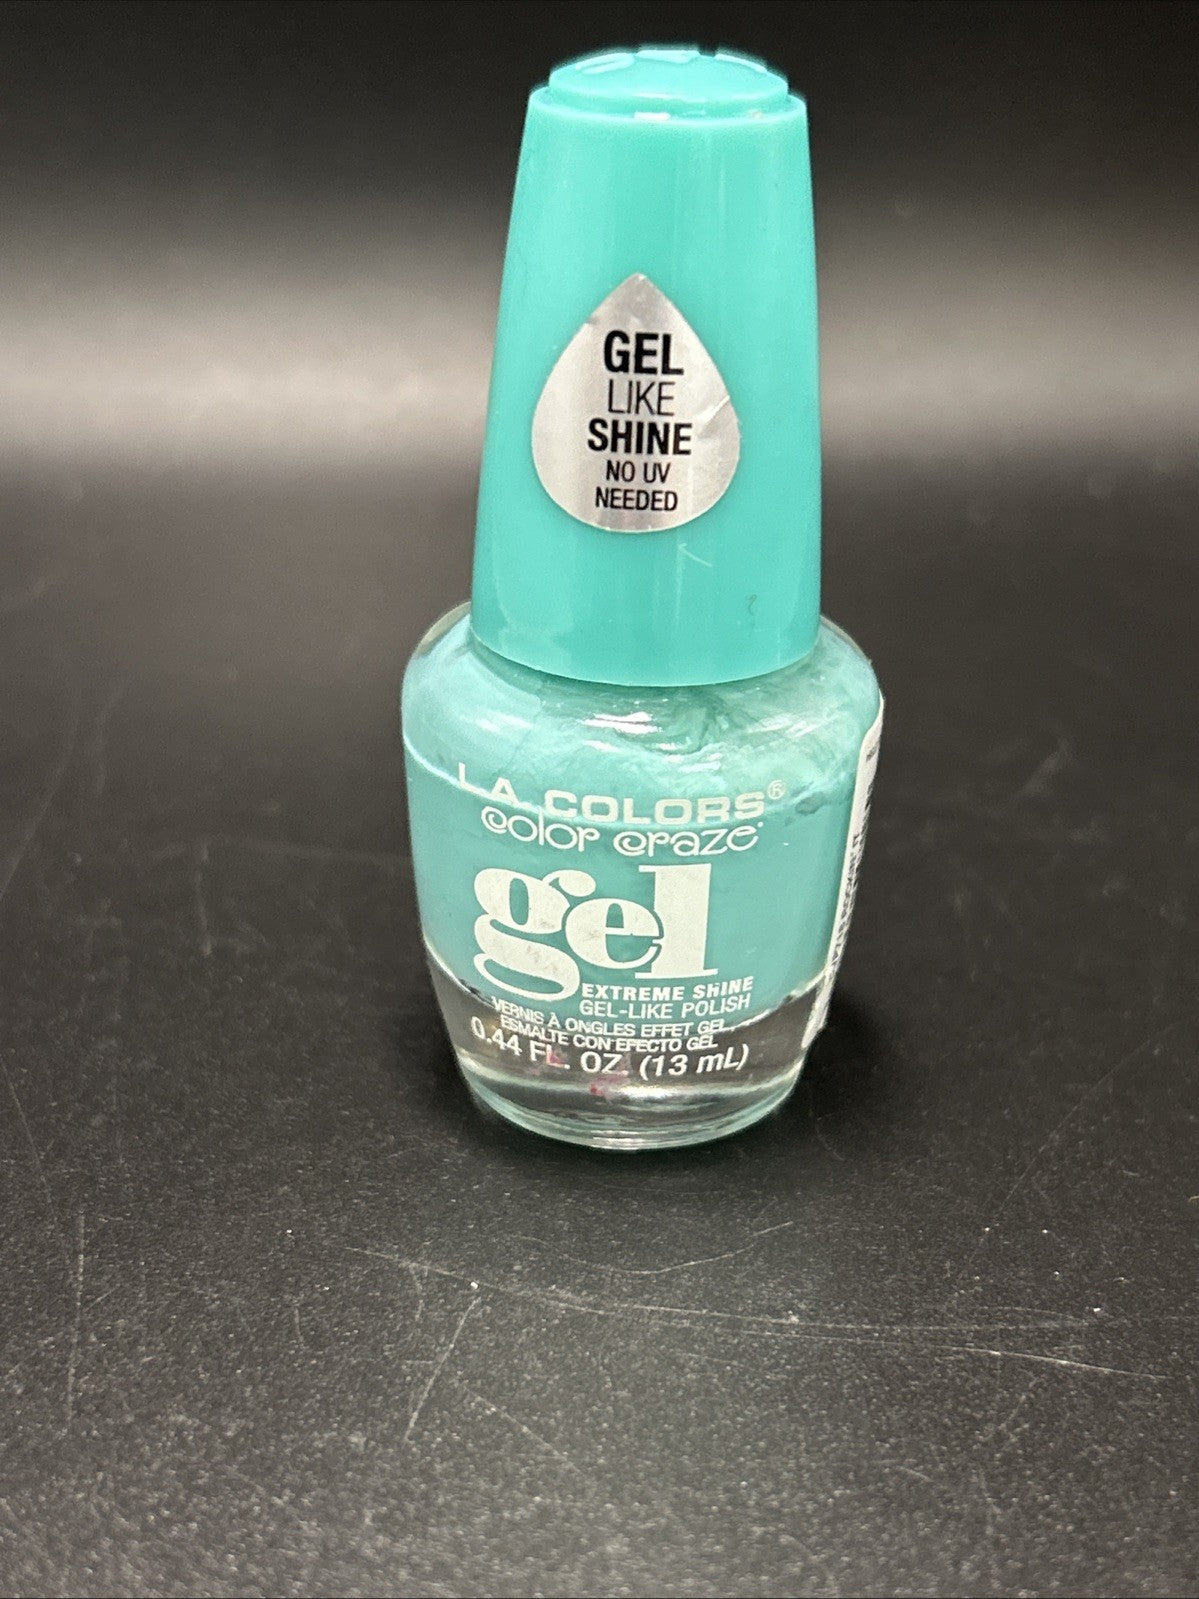 GEL
LIKE
SHINE
NO UV
NEEDED
L.A. COLORS®
color craze
gel
EXTREME SHINE
GEL-LIKE POLISH
VERNIS À ONGLES EFFET GEL
ESMALTE CON EFECTO GEL
0.44 FL. OZ. (13 mL)